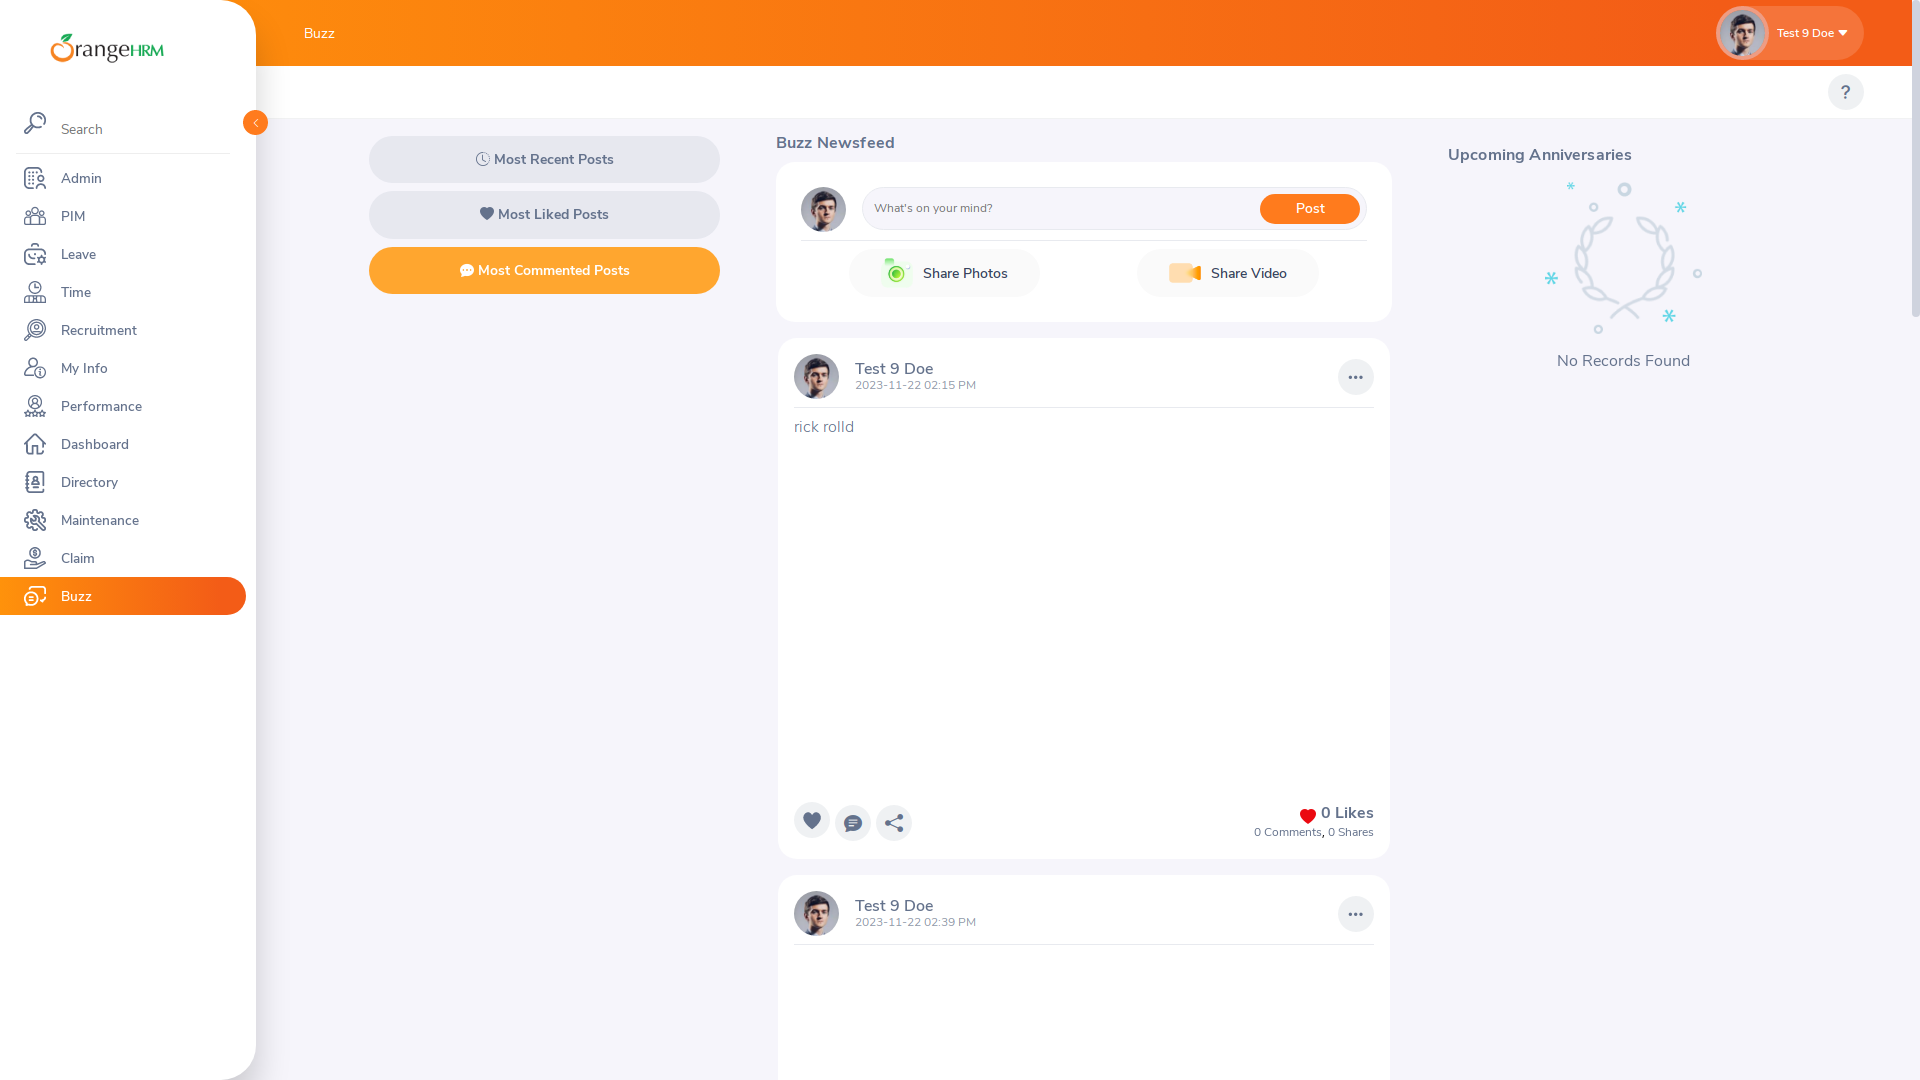 OrangeHRM
Buzz
Test 9 Doe
?
Search
Admin
PIM
Leave
Time
Recruitment
My Info
Performance
Dashboard
Directory
Maintenance
Claim
Buzz
Most Recent Posts
Most Liked Posts
Most Commented Posts
Buzz Newsfeed
What's on your mind?
Post
Share Photos
Share Video
Test 9 Doe
2023-11-22 02:15 PM
rick rolld
0 Likes
0 Comments, 0 Shares
Test 9 Doe
2023-11-22 02:39 PM
Upcoming Anniversaries
No Records Found